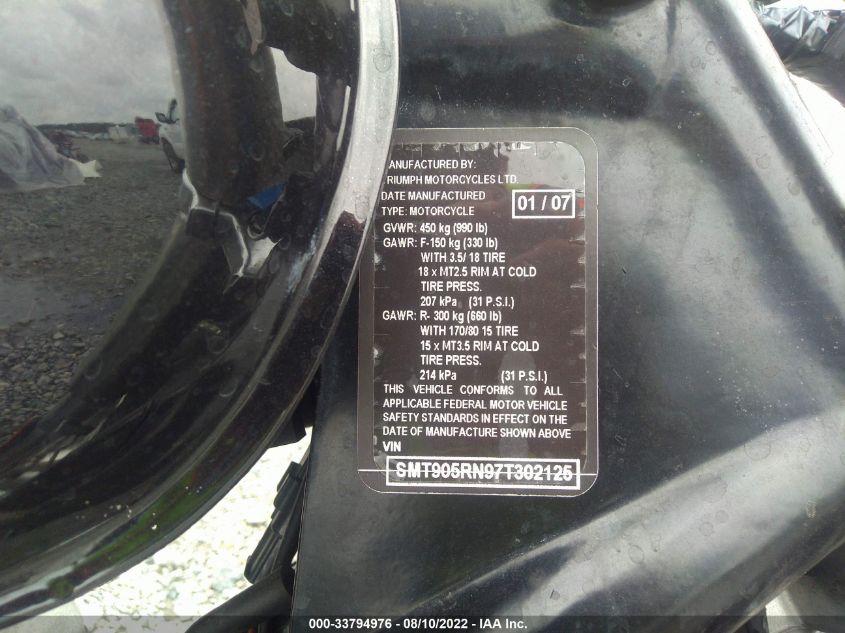 MANUFACTURED BY:
TRIUMPH MOTORCYCLES LTD.
DATE MANUFACTURED 01 / 07
TYPE: MOTORCYCLE
GVWR: 450 kg (990 lb)
GAWR: F-150 kg (330 lb)
WITH 3.5/ 18 TIRE
18 x MT2.5 RIM AT COLD
TIRE PRESS.
207 kPa (31 P.S.I.)
GAWR: R- 300 kg (660 lb)
WITH 170/80 15 TIRE
15 x MT3.5 RIM AT COLD
TIRE PRESS.
214 kPa (31 P.S.I.)
THIS VEHICLE CONFORMS TO ALL
APPLICABLE FEDERAL MOTOR VEHICLE
SAFETY STANDARDS IN EFFECT ON THE
DATE OF MANUFACTURE SHOWN ABOVE
VIN
SMT905RN97T302125
000-33794976 - 08/10/2022 - IAA Inc.